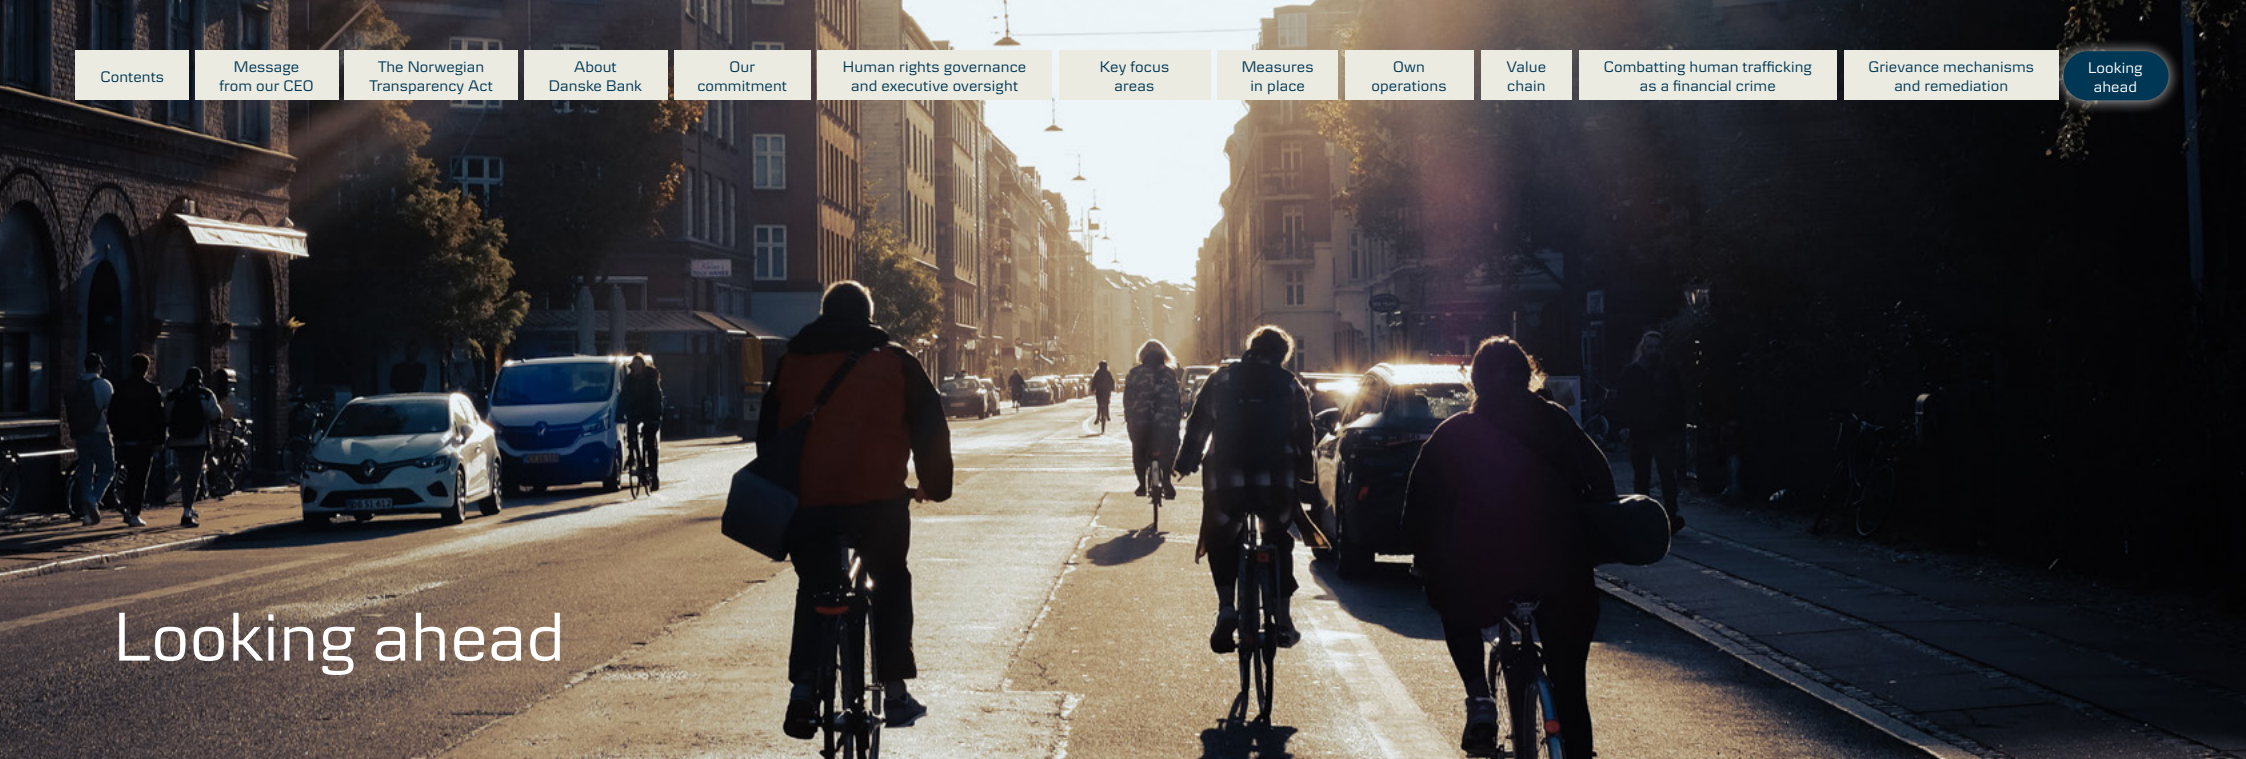 Contents
Message
from our CEO
The Norwegian
Transparency Act
About
Danske Bank
Our
commitment
Human rights governance
and executive oversight
Key focus
areas
Measures
in place
Own
operations
Value
chain
Combatting human trafficking
as a financial crime
Grievance mechanisms
and remediation
Looking
ahead
Looking ahead